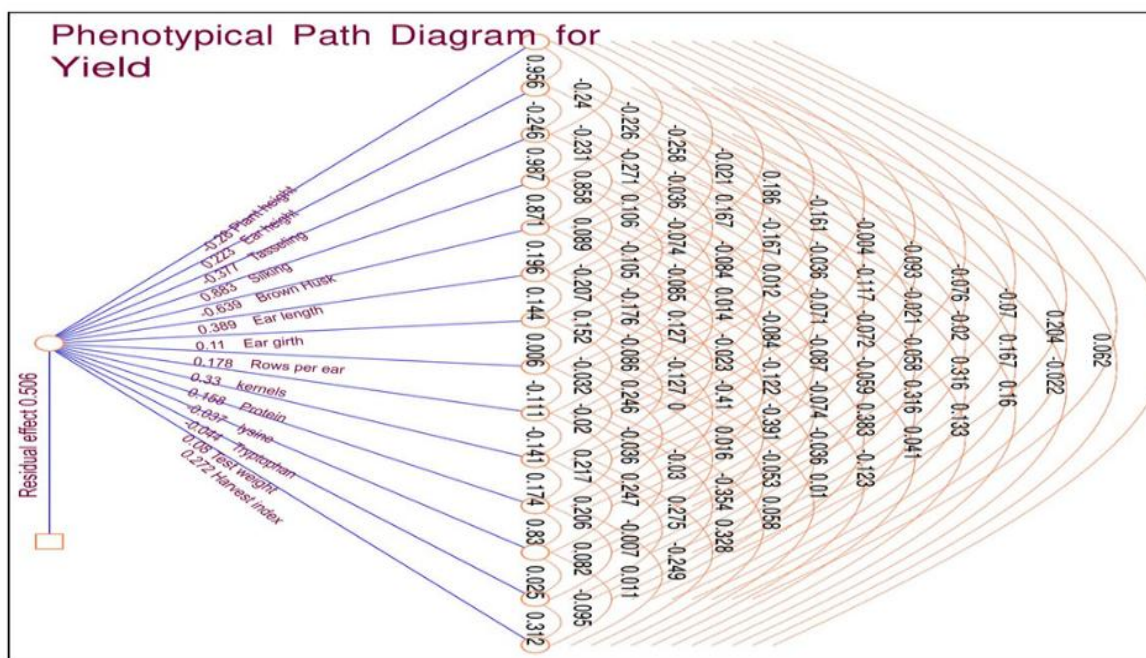 Phenotypical Path Diagram for
Yield
-0.28 Plant height
0.223 Ear height
-0.377 Tasseling
0.883 Silking
-0.639 Brown Husk
0.389 Ear length
0.11 Ear girth
0.178 Rows per ear
0.33 kernels
0.158 Protein
-0.037 lysine
-0.044 Tryptophan
0.08 Test weight
0.272 Harvest index
Residual effect 0.506
0.956 -0.246 0.987 0.871 0.196 0.144 0.006 -0.111 -0.141 0.174 0.83 0.025 0.312
-0.24 -0.231 0.858 0.089 -0.207 0.152 -0.032 -0.02 0.217 0.206 0.082 -0.095
-0.226 -0.271 0.106 -0.105 -0.176 -0.086 0.246 -0.036 0.247 -0.007 0.011
-0.258 -0.036 -0.074 -0.085 0.127 -0.127 0 -0.03 0.275 -0.249
-0.021 0.167 -0.084 0.014 -0.023 -0.41 0.016 -0.354 0.328
0.186 -0.167 0.012 -0.084 -0.122 -0.391 -0.053 0.058
-0.161 -0.036 -0.071 -0.087 -0.074 -0.036 0.01
-0.004 -0.117 -0.072 -0.059 0.383 -0.123
-0.093 -0.021 -0.058 0.316 0.041
-0.076 -0.02 0.316 0.133
-0.07 0.167 0.16
0.204 -0.022
0.062